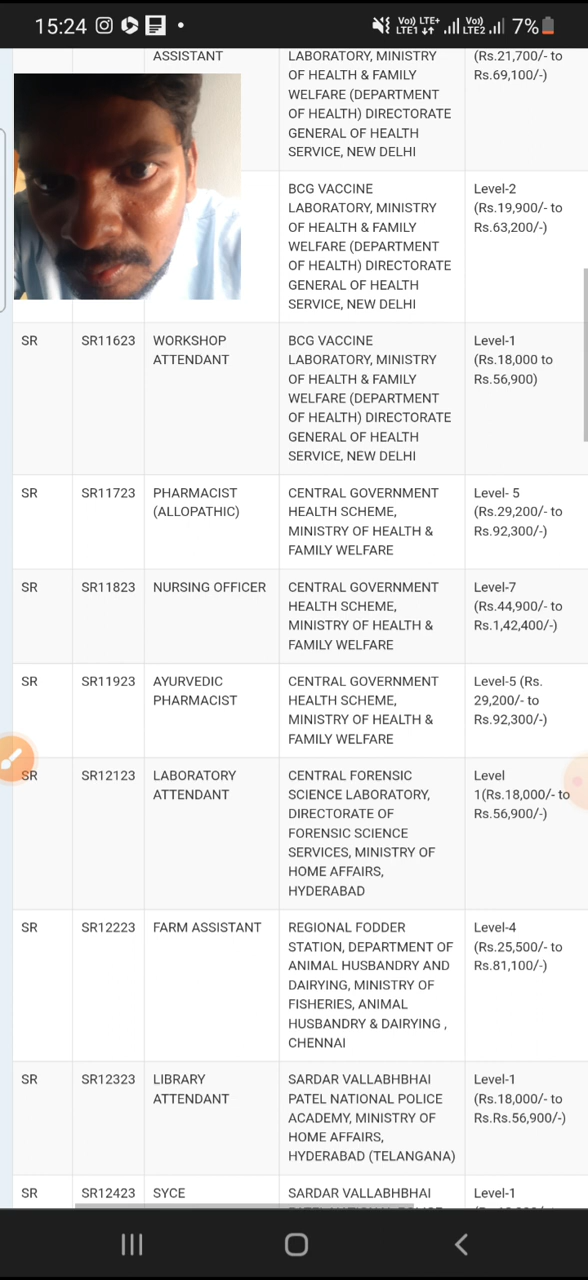 15:24
Vo) LTE+
LTE1
Vo))
LTE2
7%
ASSISTANT
LABORATORY, MINISTRY
OF HEALTH & FAMILY
WELFARE (DEPARTMENT
OF HEALTH) DIRECTORATE
GENERAL OF HEALTH
SERVICE, NEW DELHI
(Rs.21,700/- to
Rs.69,100/-)
BCG VACCINE
LABORATORY, MINISTRY
OF HEALTH & FAMILY
WELFARE (DEPARTMENT
OF HEALTH) DIRECTORATE
GENERAL OF HEALTH
SERVICE, NEW DELHI
Level-2
(Rs.19,900/- to
Rs.63,200/-)
SR
SR11623
WORKSHOP
ATTENDANT
BCG VACCINE
LABORATORY, MINISTRY
OF HEALTH & FAMILY
WELFARE (DEPARTMENT
OF HEALTH) DIRECTORATE
GENERAL OF HEALTH
SERVICE, NEW DELHI
Level-1
(Rs.18,000 to
Rs.56,900)
SR
SR11723
PHARMACIST
(ALLOPATHIC)
CENTRAL GOVERNMENT
HEALTH SCHEME,
MINISTRY OF HEALTH &
FAMILY WELFARE
Level- 5
(Rs.29,200/- to
Rs.92,300/-)
SR
SR11823
NURSING OFFICER
CENTRAL GOVERNMENT
HEALTH SCHEME,
MINISTRY OF HEALTH &
FAMILY WELFARE
Level-7
(Rs.44,900/- to
Rs.1,42,400/-)
SR
SR11923
AYURVEDIC
PHARMACIST
CENTRAL GOVERNMENT
HEALTH SCHEME,
MINISTRY OF HEALTH &
FAMILY WELFARE
Level-5 (Rs.
29,200/- to
Rs.92,300/-)
SR
SR12123
LABORATORY
ATTENDANT
CENTRAL FORENSIC
SCIENCE LABORATORY,
DIRECTORATE OF
FORENSIC SCIENCE
SERVICES, MINISTRY OF
HOME AFFAIRS,
HYDERABAD
Level
1(Rs.18,000/- to
Rs.56,900/-)
SR
SR12223
FARM ASSISTANT
REGIONAL FODDER
STATION, DEPARTMENT OF
ANIMAL HUSBANDRY AND
DAIRYING, MINISTRY OF
FISHERIES, ANIMAL
HUSBANDRY & DAIRYING ,
CHENNAI
Level-4
(Rs.25,500/- to
Rs.81,100/-)
SR
SR12323
LIBRARY
ATTENDANT
SARDAR VALLABHBHAI
PATEL NATIONAL POLICE
ACADEMY, MINISTRY OF
HOME AFFAIRS,
HYDERABAD (TELANGANA)
Level-1
(Rs.18,000/- to
Rs.Rs.56,900/-)
SR
SR12423
SYCE
SARDAR VALLABHBHAI
Level-1